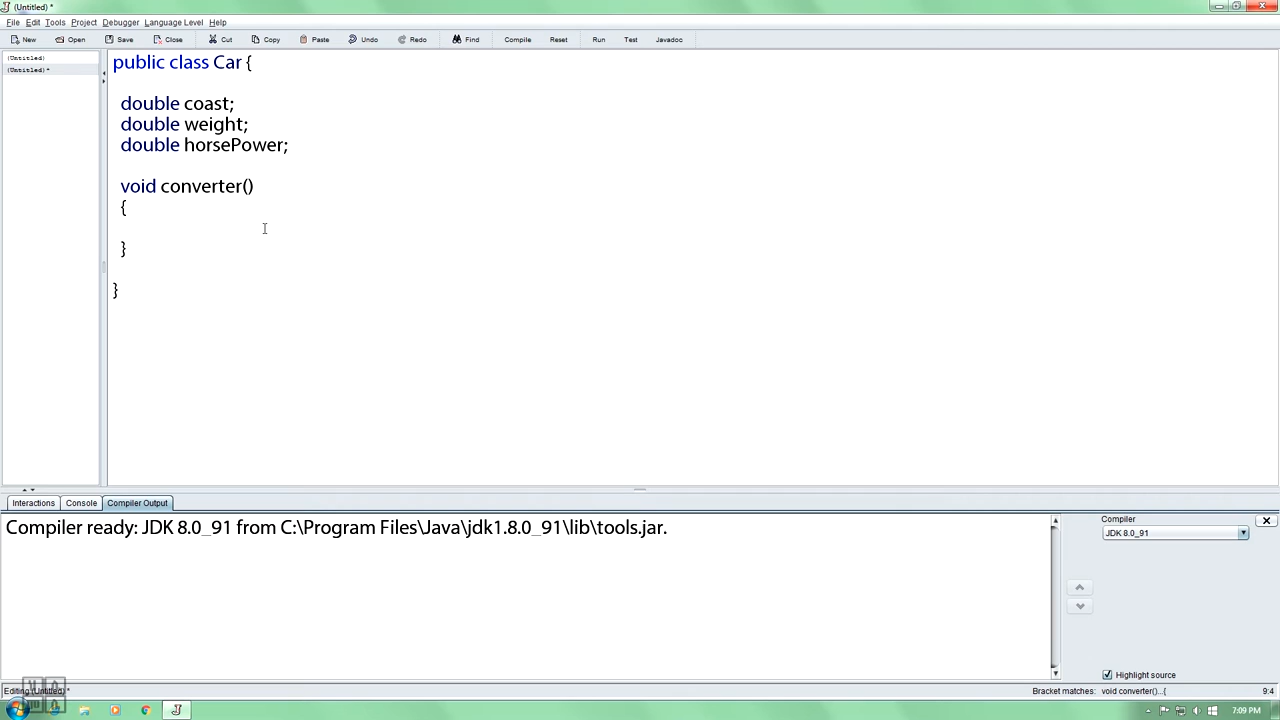 (Untitled) *
File Edit Tools Project Debugger Language Level Help
New Open Save Close Cut Copy Paste Undo Redo Find Compile Reset Run Test Javadoc
(Untitled)
(Untitled) *
public class Car {
double coast;
double weight;
double horsePower;
void converter()
{
}
}
Interactions Console Compiler Output
Compiler ready: JDK 8.0_91 from C:\Program Files\Java\jdk1.8.0_91\lib\tools.jar.
Compiler
JDK 8.0_91
Highlight source
Editing (Untitled) *
Bracket matches: void converter()...{
9:4
7:09 PM